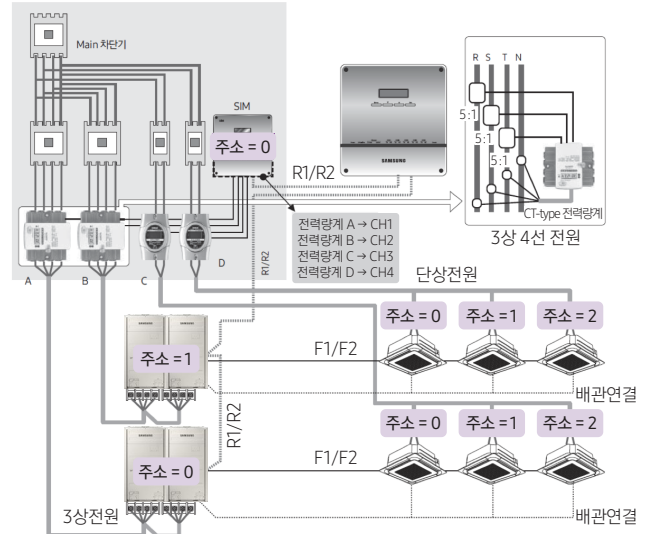 Main 차단기
SIM
주소 = 0
R1/R2
SAMSUNG
R S T N
5:1
5:1
5:1
CT-type 전력량계
3상 4선 전원
전력량계 A → CH1
전력량계 B → CH2
전력량계 C → CH3
전력량계 D → CH4
A
B
C
D
R1/R2
단상전원
주소 = 0
주소 =1
주소 = 2
주소 =1
F1/F2
배관연결
R1/R2
주소 = 0
주소 =1
주소 = 2
주소 = 0
F1/F2
3상전원
배관연결